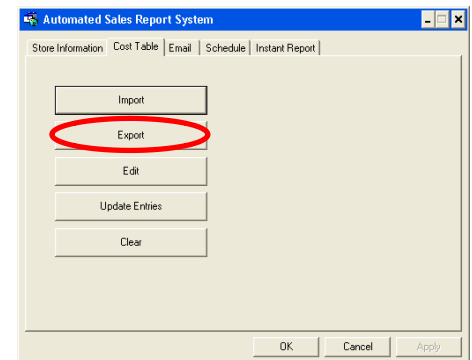 Automated Sales Report System
Store Information Cost Table Email Schedule Instant Report
Import
Export
Edit
Update Entries
Clear
OK Cancel Apply